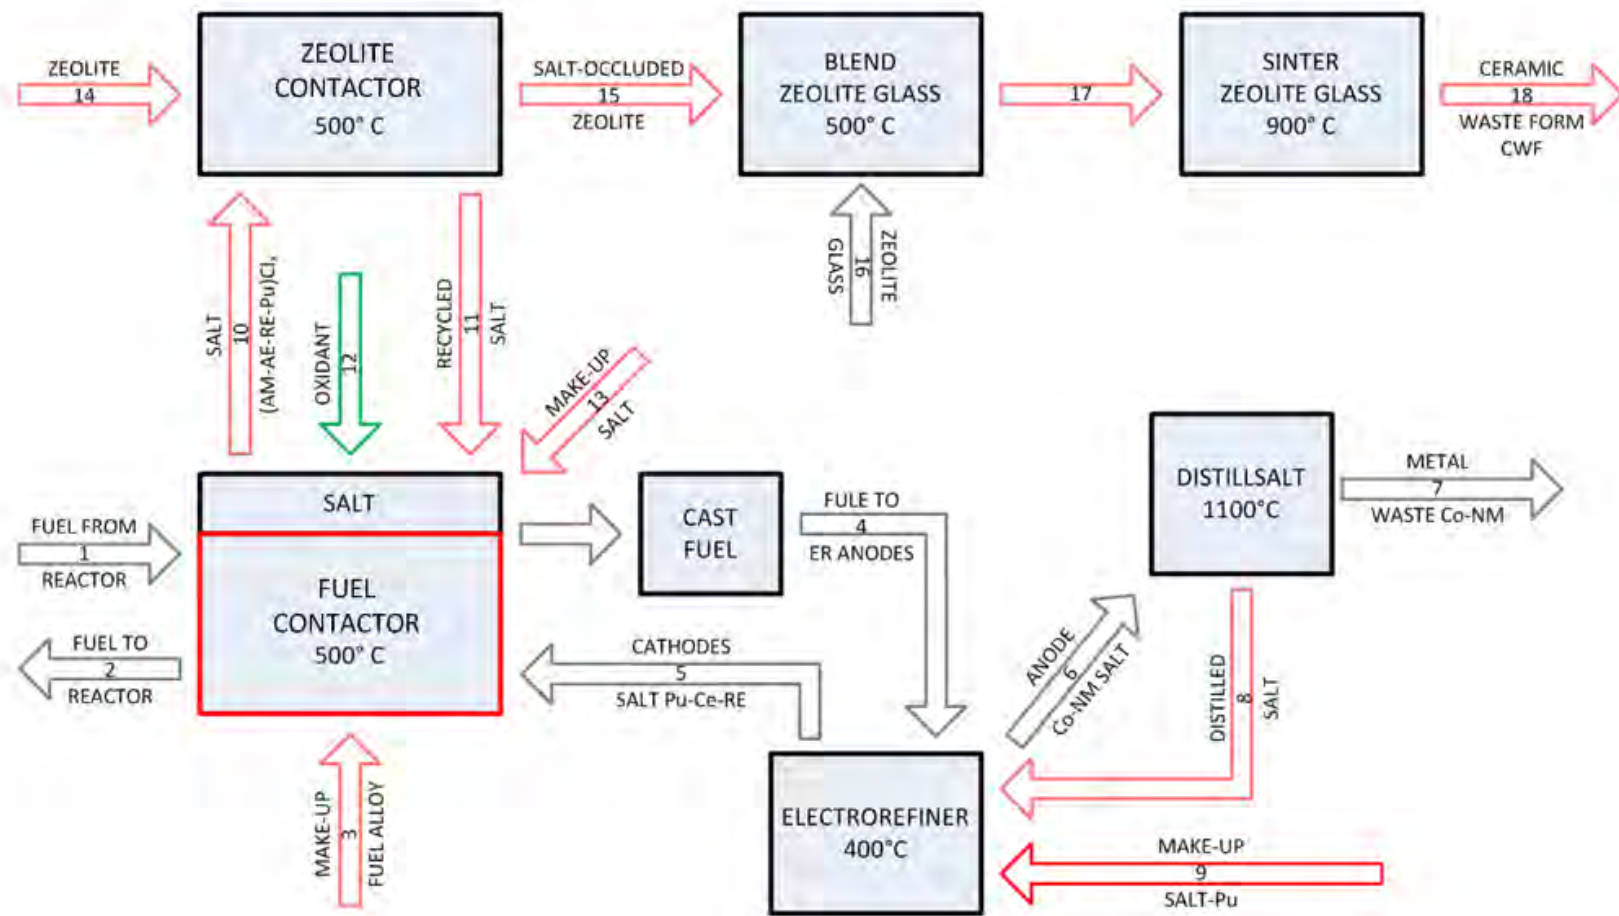 ZEOLITE
14
ZEOLITE
CONTACTOR
500° C
SALT-OCCLUDED
15
ZEOLITE
BLEND
ZEOLITE GLASS
500° C
17
SINTER
ZEOLITE GLASS
900° C
CERAMIC
18
WASTE FORM
CWF
SALT
10
(AM-AE-RE-Pu)Cl,
OXIDANT
12
RECYCLED
11
SALT
ZEOLITE
16
GLASS
MAKE-UP
13
SALT
FUEL FROM
1
REACTOR
FUEL TO
2
REACTOR
SALT
FUEL
CONTACTOR
500° C
CAST
FUEL
FULE TO
4
ER ANODES
CATHODES
5
SALT Pu-Ce-RE
MAKE-UP
3
FUEL ALLOY
ELECTROREFINER
400°C
ANODE
6
Co-NM SALT
DISTILLSALT
1100°C
METAL
7
WASTE Co-NM
DISTILLED
8
SALT
MAKE-UP
9
SALT-Pu